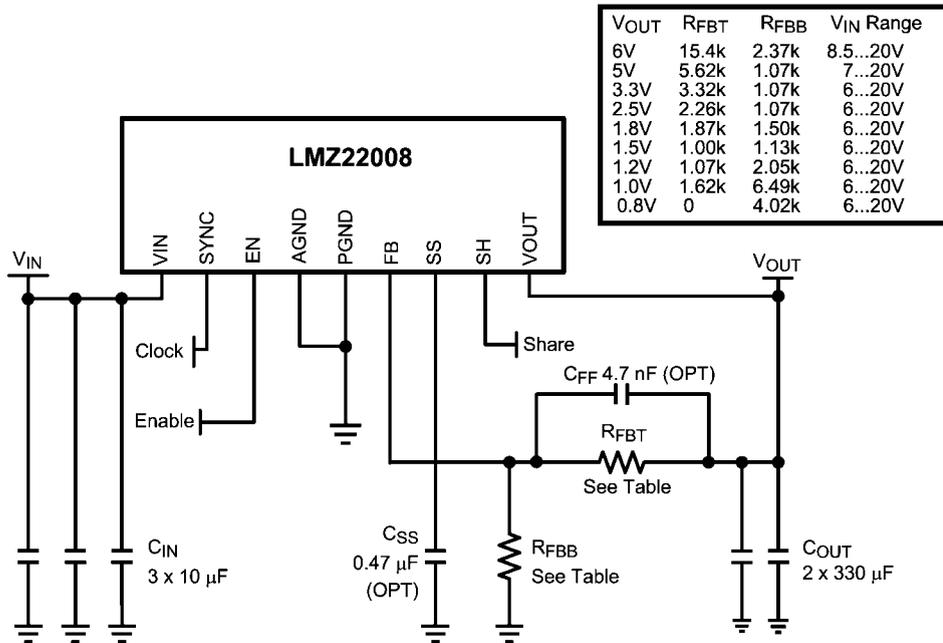 VOUT RFBT RFBB VIN Range
6V 15.4k 2.37k 8.5...20V
5V 5.62k 1.07k 7...20V
3.3V 3.32k 1.07k 6...20V
2.5V 2.26k 1.07k 6...20V
1.8V 1.87k 1.50k 6...20V
1.5V 1.00k 1.13k 6...20V
1.2V 1.07k 2.05k 6...20V
1.0V 1.62k 6.49k 6...20V
0.8V 0 4.02k 6...20V
LMZ22008
VIN
SYNC
EN
AGND
PGND
FB
SS
SH
VOUT
VIN
VOUT
Clock
Share
Enable
CFF 4.7 nF (OPT)
RFBT
See Table
CIN
3 x 10 μF
CSS
0.47 μF
(OPT)
RFBB
See Table
COUT
2 x 330 μF